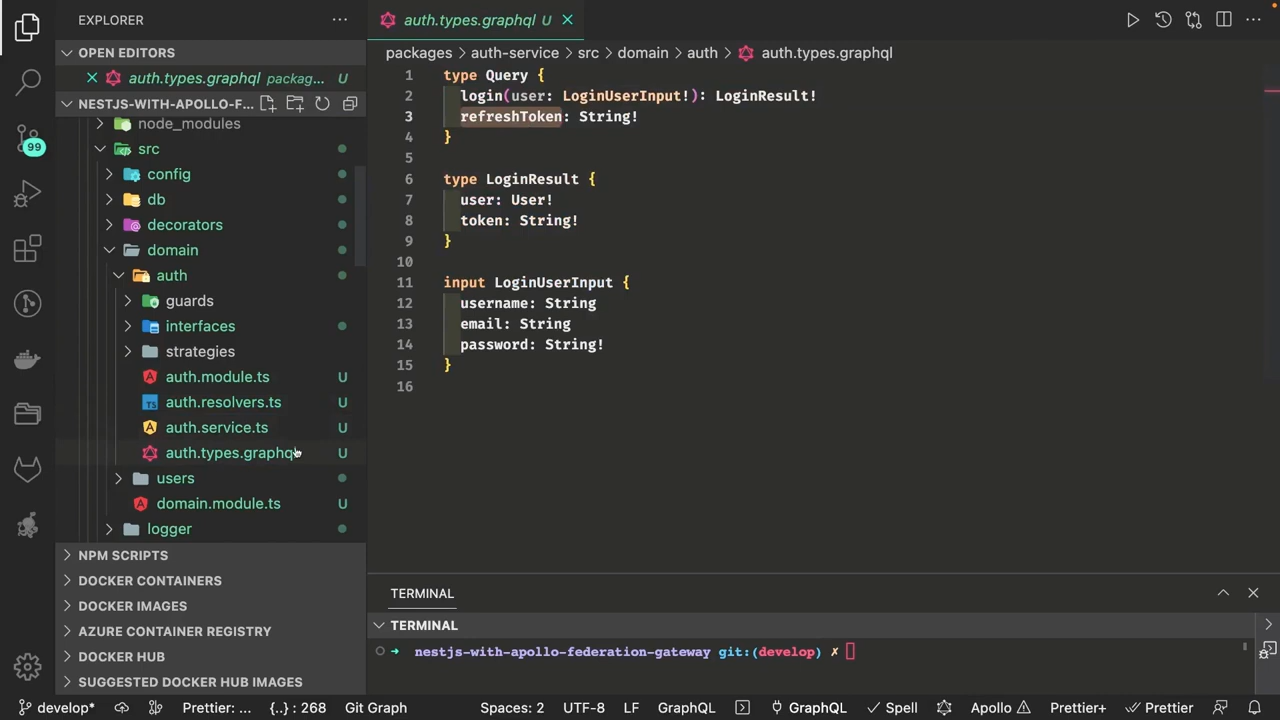 EXPLORER
OPEN EDITORS
auth.types.graphql packag... U
NESTJS-WITH-APOLLO-F...
node_modules
src
config
db
decorators
domain
auth
guards
interfaces
strategies
auth.module.ts U
auth.resolvers.ts U
auth.service.ts U
auth.types.graphql U
users
domain.module.ts U
logger
NPM SCRIPTS
DOCKER CONTAINERS
DOCKER IMAGES
AZURE CONTAINER REGISTRY
DOCKER HUB
SUGGESTED DOCKER HUB IMAGES
99
auth.types.graphql U
packages > auth-service > src > domain > auth > auth.types.graphql
1 type Query {
2 login(user: LoginUserInput!): LoginResult!
3 refreshToken: String!
4 }
5
6 type LoginResult {
7 user: User!
8 token: String!
9 }
10
11 input LoginUserInput {
12 username: String
13 email: String
14 password: String!
15 }
16
TERMINAL
TERMINAL
nestjs-with-apollo-federation-gateway git:(develop) ✗
develop* Prettier: ... {..} : 268 Git Graph Spaces: 2 UTF-8 LF GraphQL GraphQL Spell Apollo Prettier+ Prettier